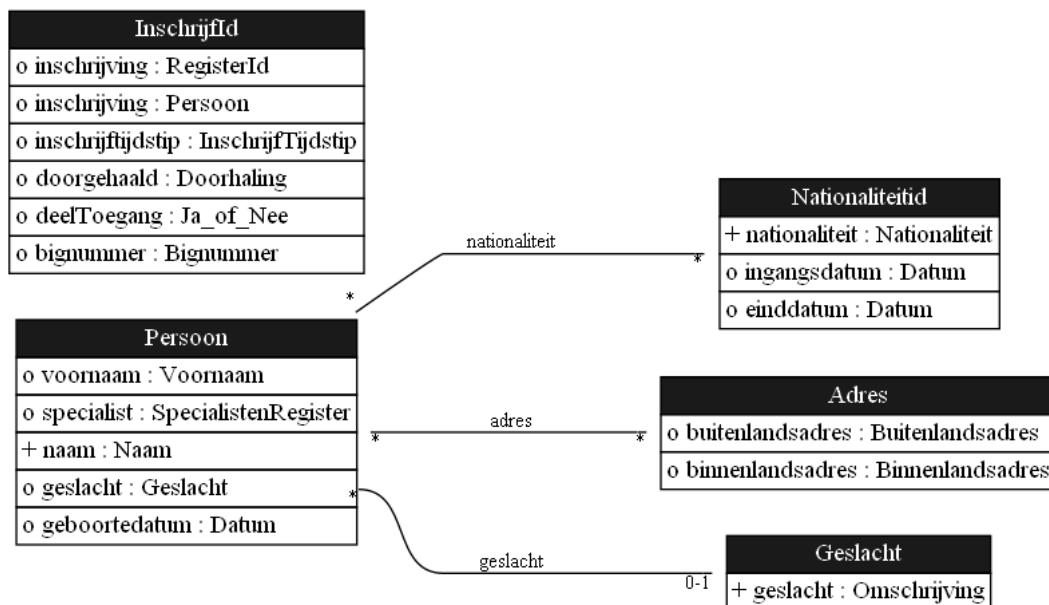 InschrijfId
o inschrijving : RegisterId
o inschrijving : Persoon
o inschrijftijdstip : InschrijfTijdstip
o doorgehaald : Doorhaling
o deelToegang : Ja_of_Nee
o bignummer : Bignummer
nationaliteit
*
*
Nationaliteitid
+ nationaliteit : Nationaliteit
o ingangsdatum : Datum
o einddatum : Datum
Persoon
o voornaam : Voornaam
o specialist : SpecialistenRegister
+ naam : Naam
o geslacht : Geslacht
o geboortedatum : Datum
adres
*
*
Adres
o buitenlandsadres : Buitenlandsadres
o binnenlandsadres : Binnenlandsadres
*
geslacht
0-1
Geslacht
+ geslacht : Omschrijving